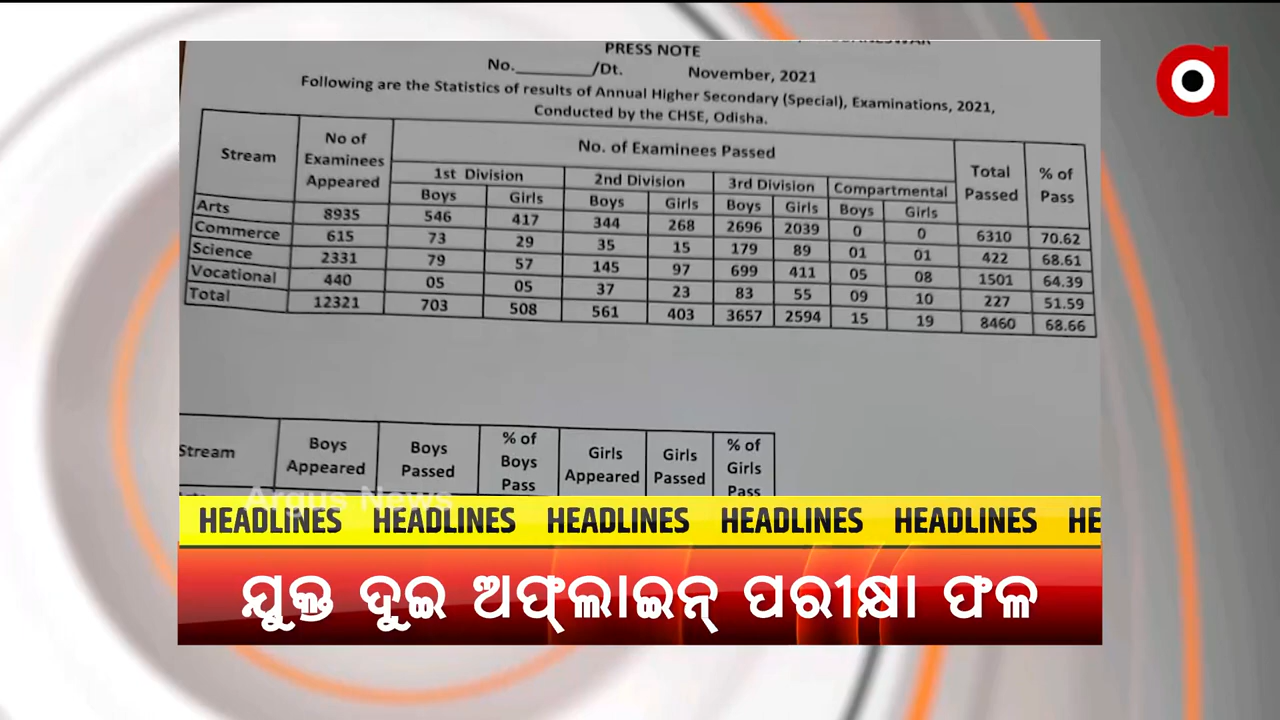 PRESS NOTE
No. /Dt. November, 2021
Following are the Statistics of results of Annual Higher Secondary (Special), Examinations, 2021,
Conducted by the CHSE, Odisha.
Stream No of Examinees Appeared No. of Examinees Passed Total Passed % of Pass
1st Division 2nd Division 3rd Division Compartmental
Boys Girls Boys Girls Boys Girls Boys Girls
Arts 8935 546 417 344 268 2696 2039 0 0 6310 70.62
Commerce 615 73 29 35 15 179 89 01 01 422 68.61
Science 2331 79 57 145 97 699 411 05 08 1501 64.39
Vocational 440 05 05 37 23 83 55 09 10 227 51.59
Total 12321 703 508 561 403 3657 2594 15 19 8460 68.66
Stream Boys Appeared Boys Passed % of Boys Pass Girls Appeared Girls Passed % of Girls Pass
Argus News
HEADLINES HEADLINES HEADLINES HEADLINES HEADLINES HE
ଯୁକ୍ତ ଦୁଇ ଅଫ୍‌ଲାଇନ୍ ପରୀକ୍ଷା ଫଳ